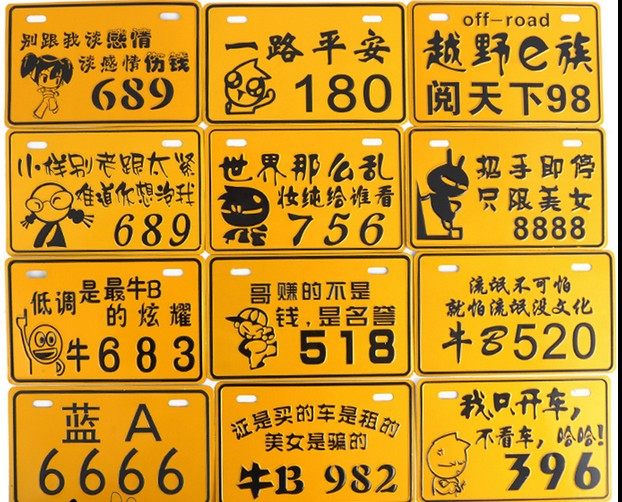 别跟我谈感情
谈感情伤钱
689
一路平安
180
off-road
越野e族
阅天下98
小样别老跟太紧
难道你想泡我
689
世界那么乱
妆纯给谁看
756
招手即停
只限美女
8888
低调是最牛B
的炫耀
牛683
哥赚的不是
钱,是名誉
518
流氓不可怕
就怕流氓没文化
牛B520
蓝A
6666
证是买的车是租的
美女是骗的
牛B 982
我只开车,
不看车,哈哈!
396